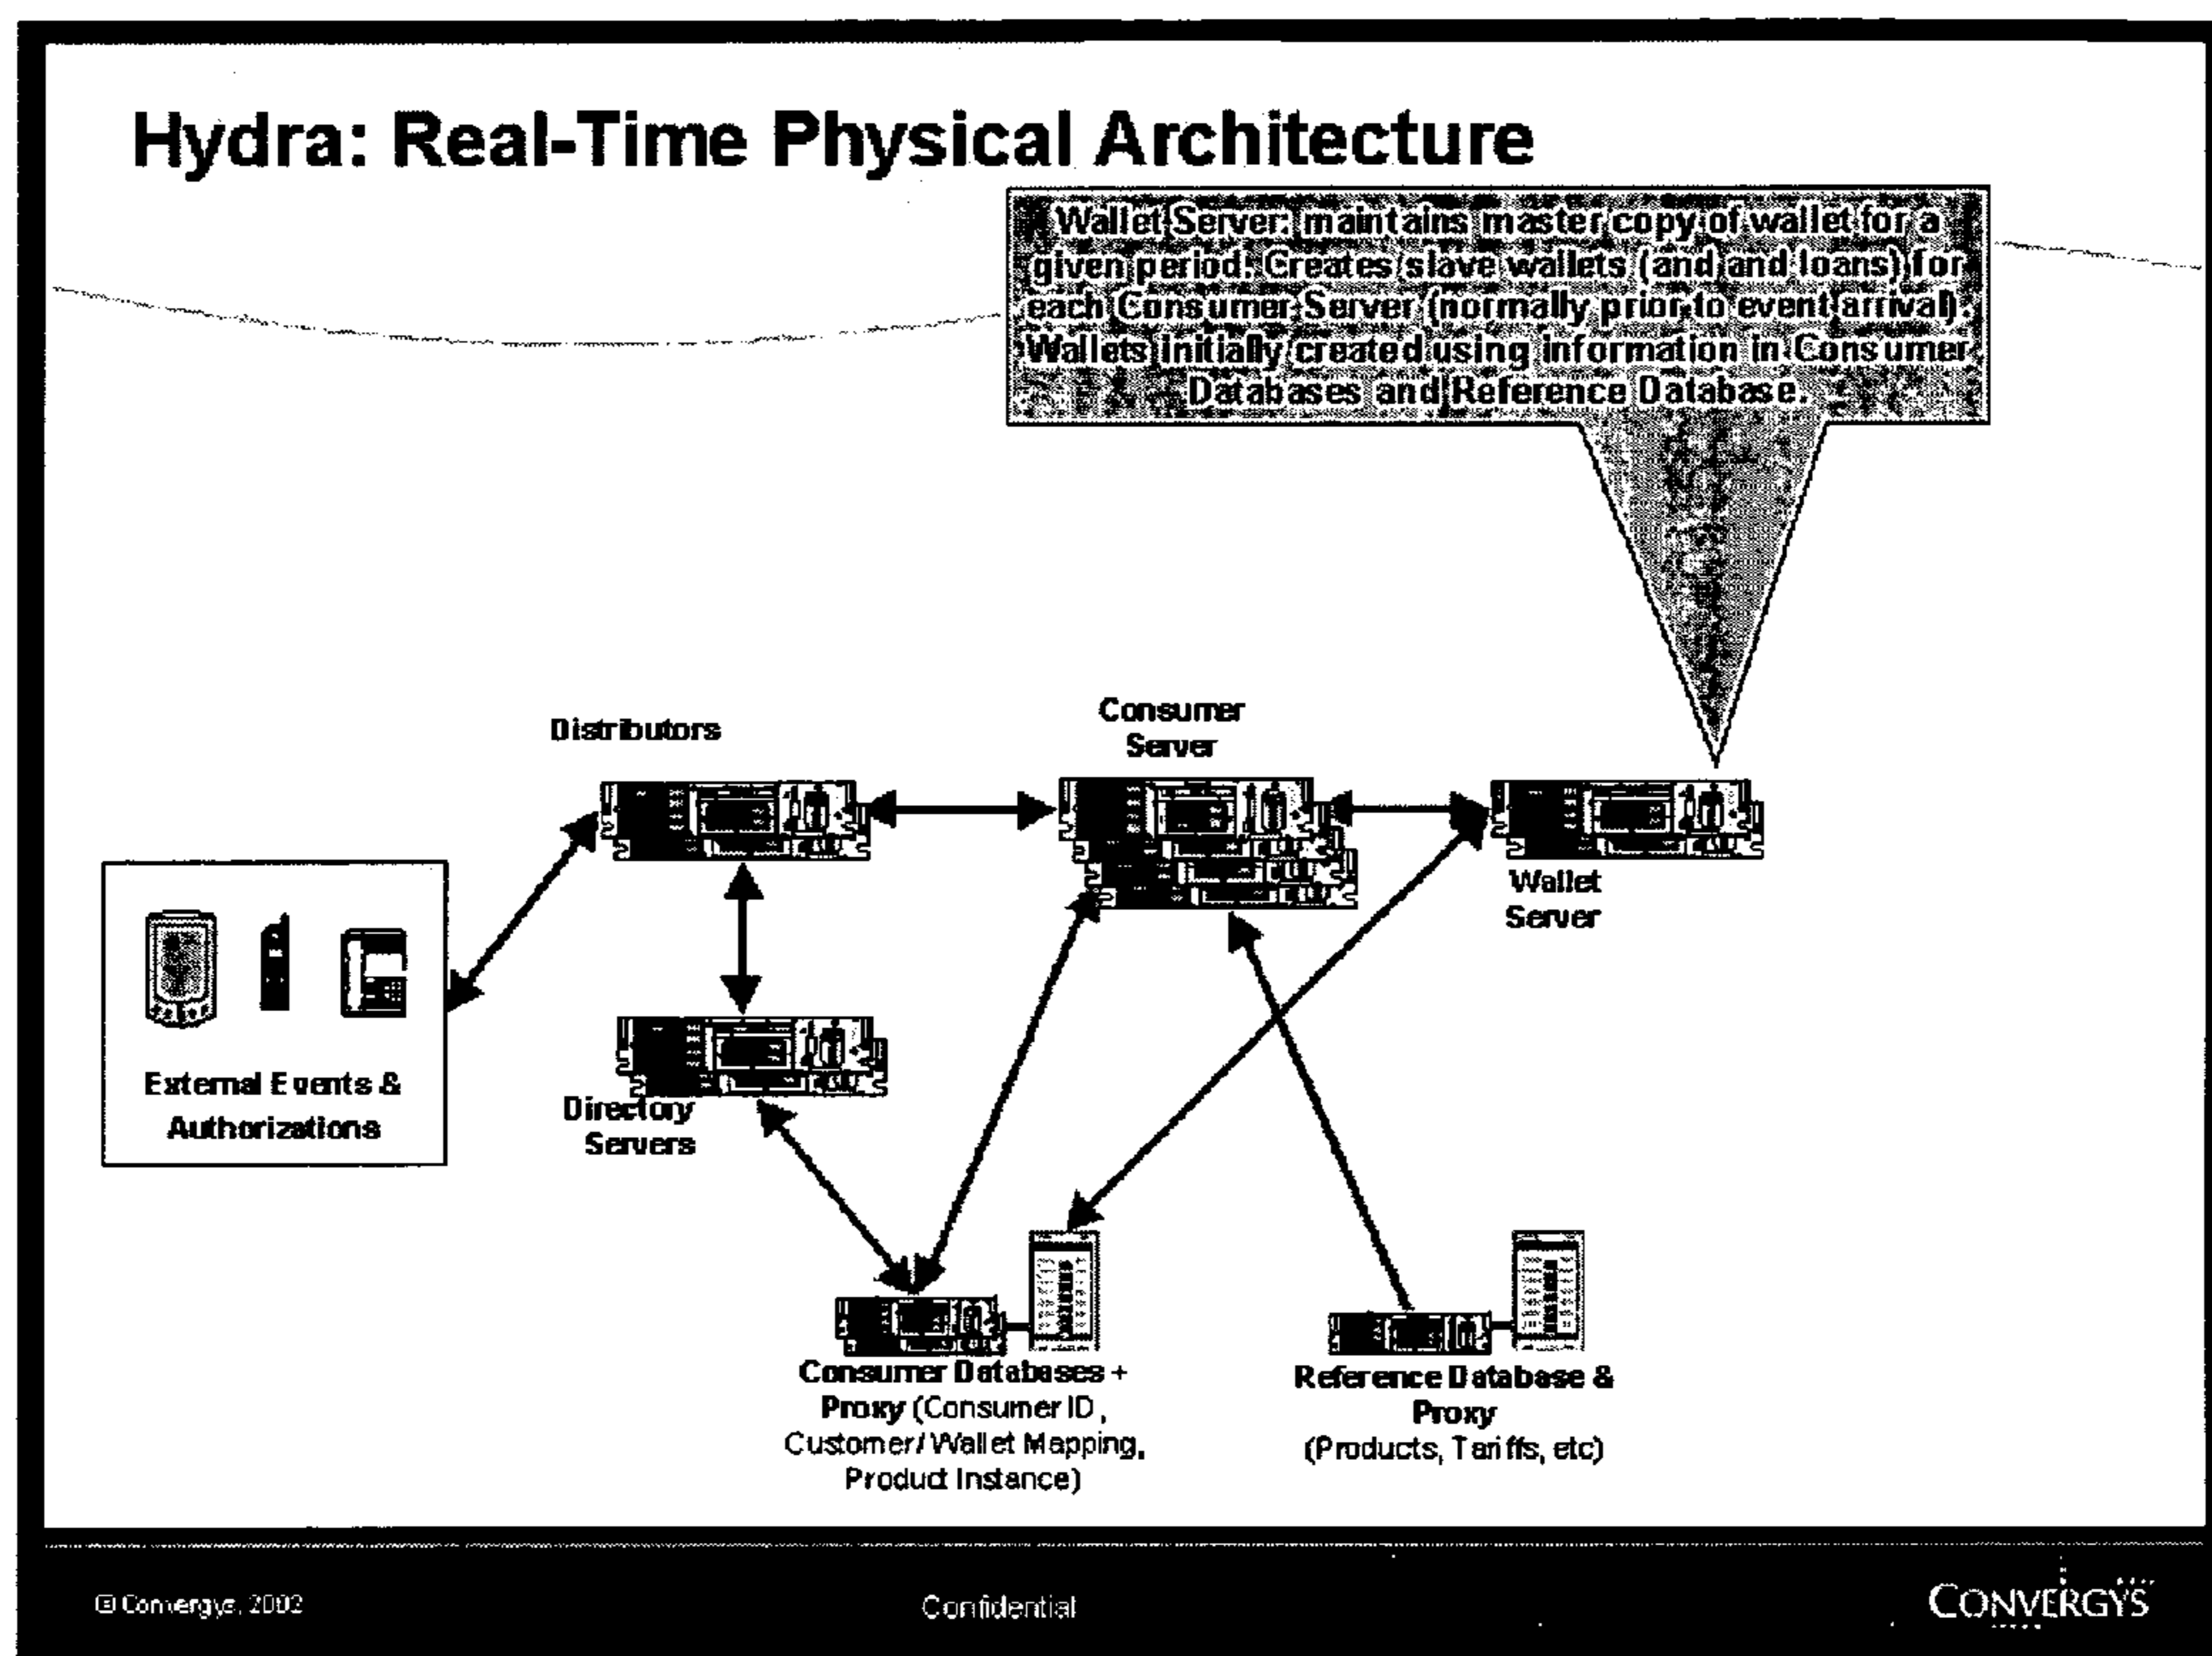 Hydra: Real-Time Physical Architecture
Wallet Server: maintains master copy of wallet for a
given period. Creates slave wallets (and and loans) for
each Consumer Server (normally prior to event arrival).
Wallets initially created using information in Consumer
Databases and Reference Database.
Distributors
Consumer
Server
Wallet
Server
External Events &
Authorizations
Directory
Servers
Consumer Databases +
Proxy (Consumer ID,
Customer/Wallet Mapping,
Product Instance)
Reference Database &
Proxy
(Products, Tariffs, etc)
© Convergys, 2002
Confidential
CONVERGYS